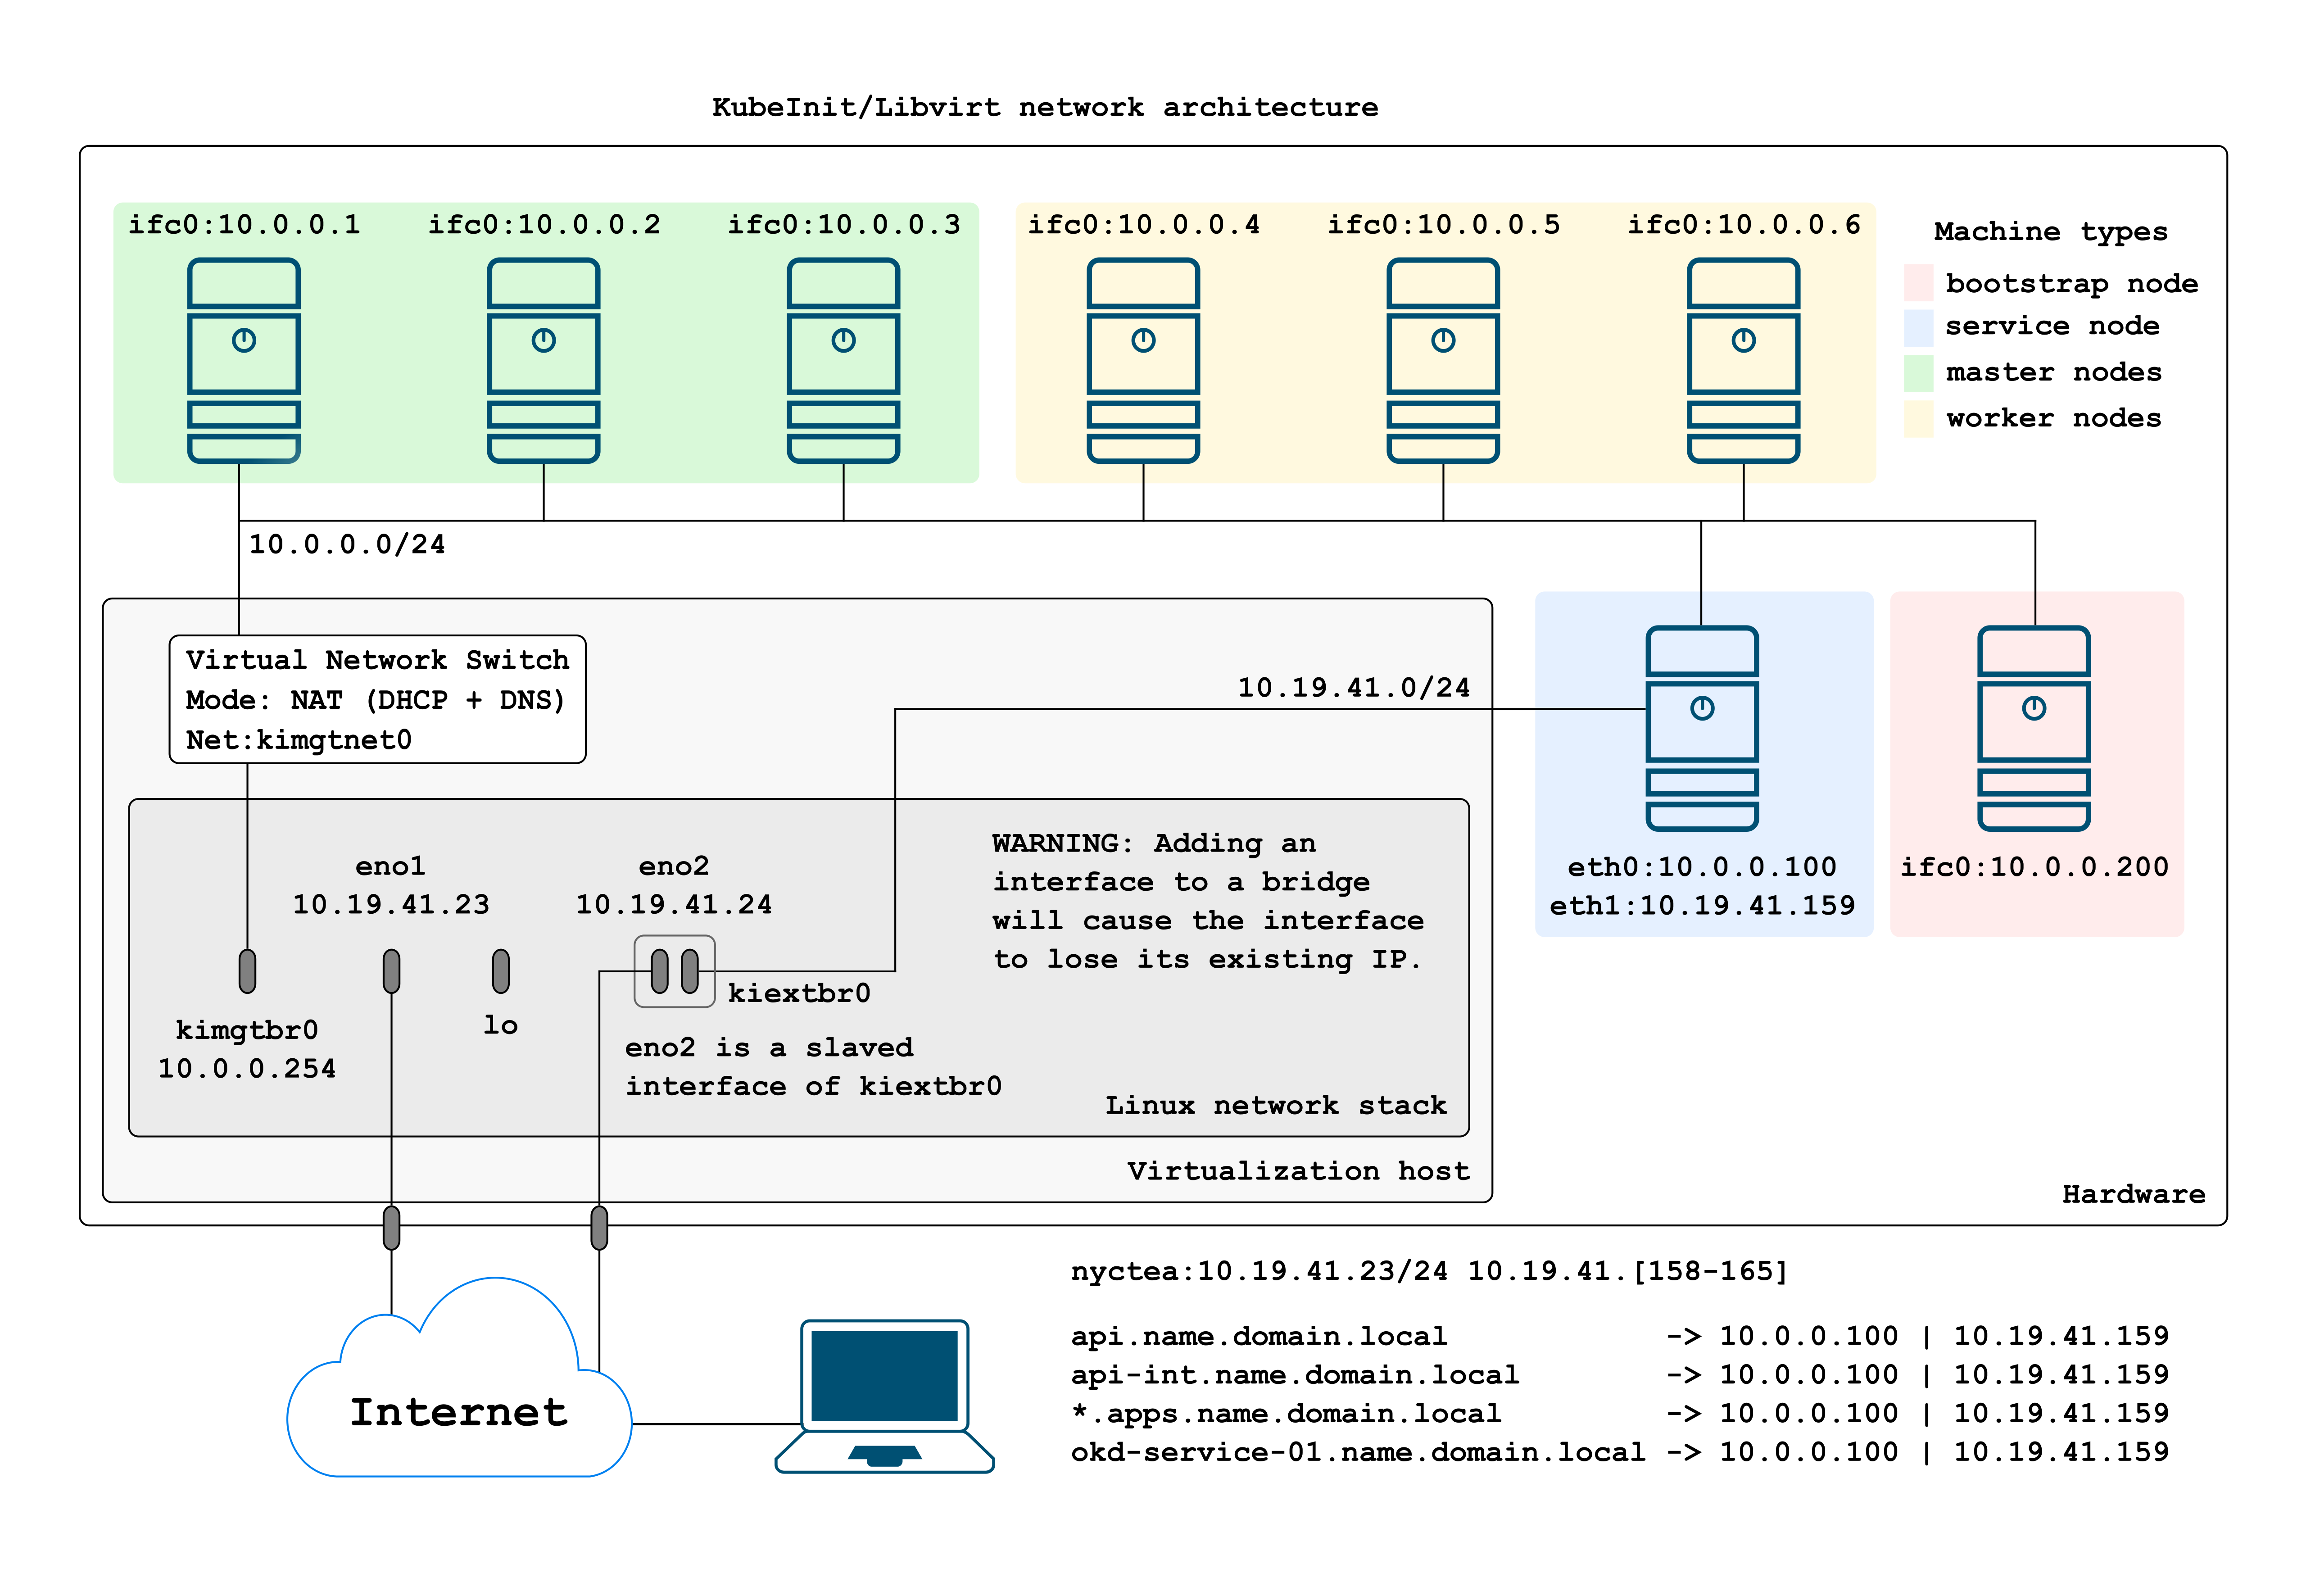 KubeInit/Libvirt network architecture
ifc0:10.0.0.1
ifc0:10.0.0.2
ifc0:10.0.0.3
ifc0:10.0.0.4
ifc0:10.0.0.5
ifc0:10.0.0.6
Machine types
bootstrap node
service node
master nodes
worker nodes
10.0.0.0/24
Virtual Network Switch
Mode: NAT (DHCP + DNS)
Net:kimgtnet0
10.19.41.0/24
eno1
10.19.41.23
eno2
10.19.41.24
WARNING: Adding an
interface to a bridge
will cause the interface
to lose its existing IP.
eth0:10.0.0.100
eth1:10.19.41.159
ifc0:10.0.0.200
kimgtbr0
10.0.0.254
lo
kiextbr0
eno2 is a slaved
interface of kiextbr0
Linux network stack
Virtualization host
Hardware
Internet
nyctea:10.19.41.23/24 10.19.41.[158-165]
api.name.domain.local -> 10.0.0.100 | 10.19.41.159
api-int.name.domain.local -> 10.0.0.100 | 10.19.41.159
*.apps.name.domain.local -> 10.0.0.100 | 10.19.41.159
okd-service-01.name.domain.local -> 10.0.0.100 | 10.19.41.159